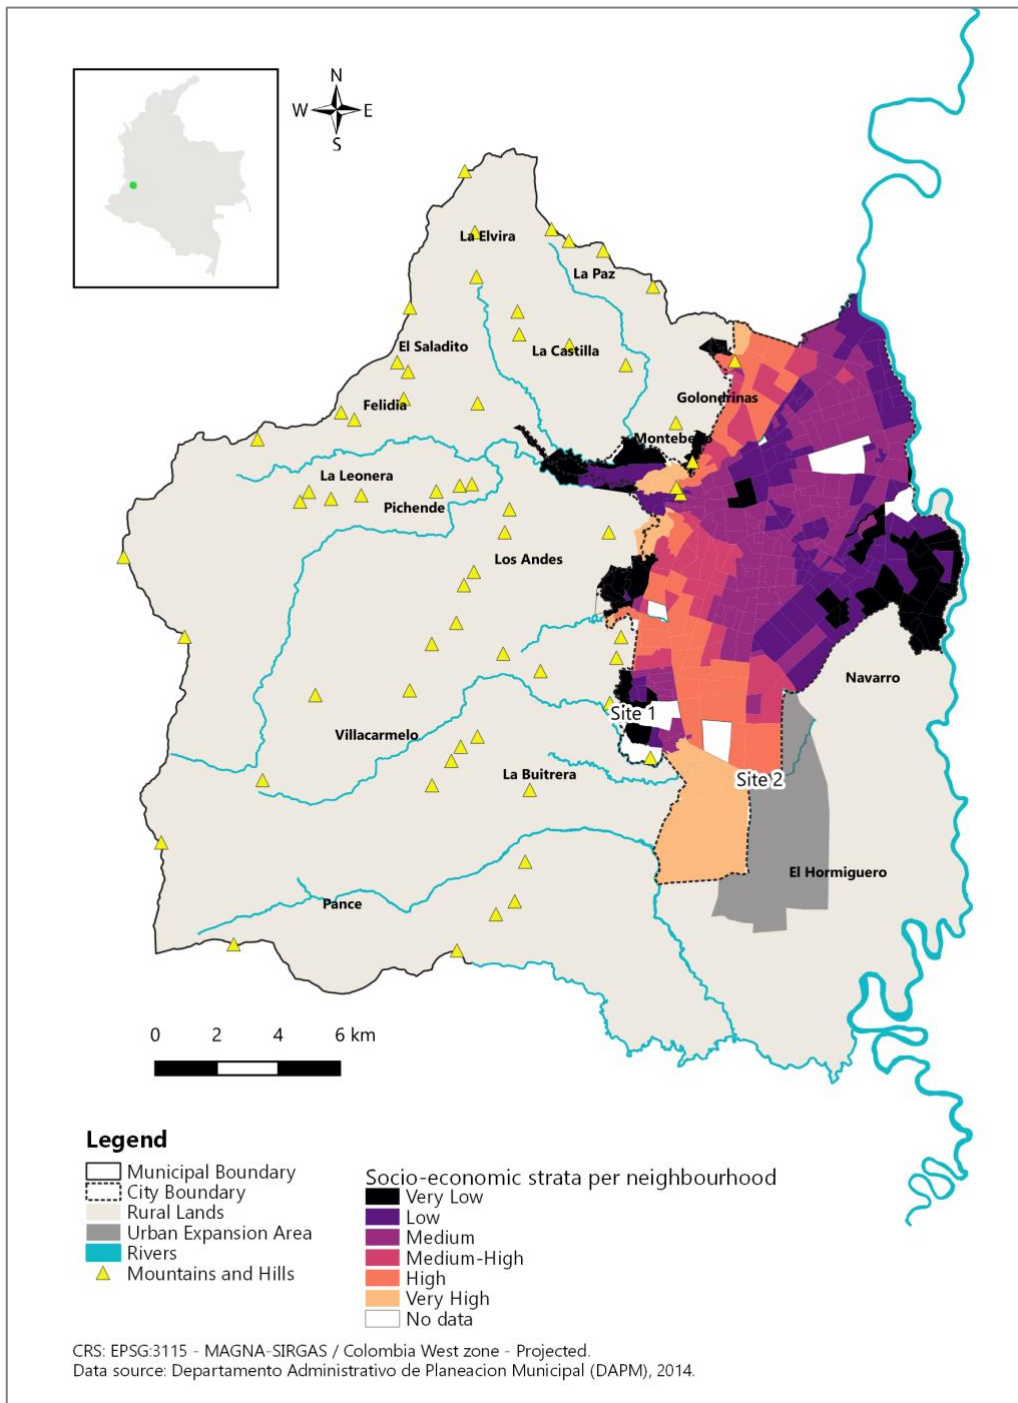 N
W E
S
La Elvira
La Paz
El Saladito
La Castilla
Golondrinas
Felidia
Montebe o
La Leonera
Pichende
Los Andes
Navarro
Site 1
Villacarmelo
La Buitrera
Site 2
El Hormiguero
Pance
0 2 4 6 km
Legend
Municipal Boundary
City Boundary
Rural Lands
Urban Expansion Area
Rivers
Mountains and Hills
Socio-economic strata per neighbourhood
Very Low
Low
Medium
Medium-High
High
Very High
No data
CRS: EPSG:3115 - MAGNA-SIRGAS / Colombia West zone - Projected.
Data source: Departamento Administrativo de Planeacion Municipal (DAPM), 2014.